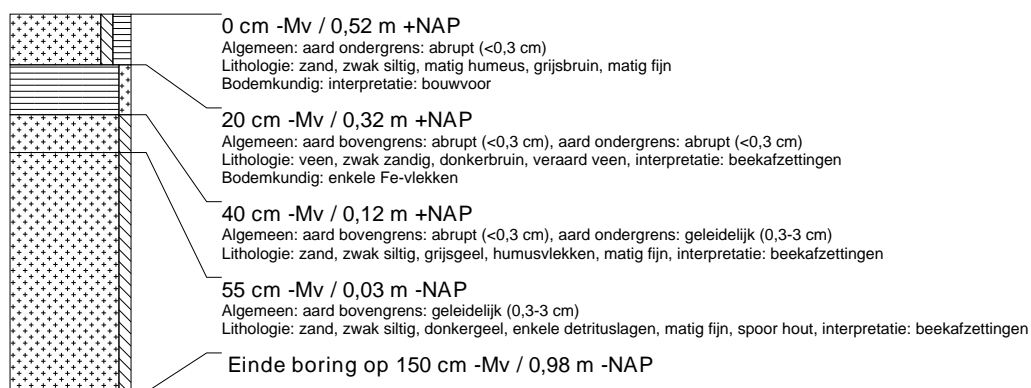 0 cm -Mv / 0,52 m +NAP
Algemeen: aard ondergrens: abrupt (<0,3 cm)
Lithologie: zand, zwak siltig, matig humeus, grijsbruin, matig fijn
Bodemkundig: interpretatie: bouwvoor
20 cm -Mv / 0,32 m +NAP
Algemeen: aard bovengrens: abrupt (<0,3 cm), aard ondergrens: abrupt (<0,3 cm)
Lithologie: veen, zwak zandig, donkerbruin, veraard veen, interpretatie: beekafzettingen
Bodemkundig: enkele Fe-vlekken
40 cm -Mv / 0,12 m +NAP
Algemeen: aard bovengrens: abrupt (<0,3 cm), aard ondergrens: geleidelijk (0,3-3 cm)
Lithologie: zand, zwak siltig, grijsgeel, humusvlekken, matig fijn, interpretatie: beekafzettingen
55 cm -Mv / 0,03 m -NAP
Algemeen: aard bovengrens: geleidelijk (0,3-3 cm)
Lithologie: zand, zwak siltig, donkergeel, enkele detrituslagen, matig fijn, spoor hout, interpretatie: beekafzettingen
Einde boring op 150 cm -Mv / 0,98 m -NAP